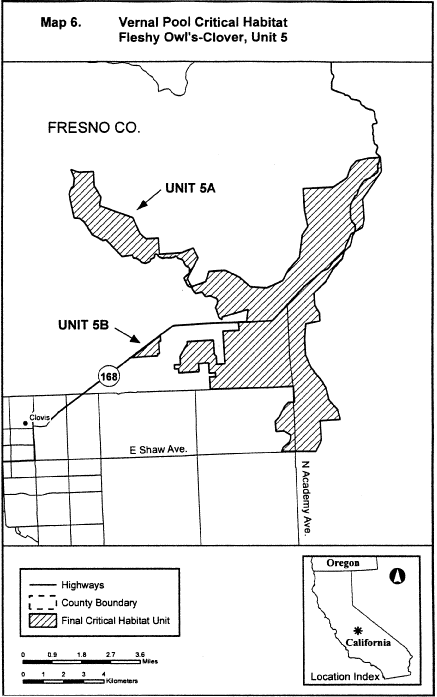 Map 6. Vernal Pool Critical Habitat
Fleshy Owl's-Clover, Unit 5
FRESNO CO.
UNIT 5A
UNIT 5B
168
Clovis
E Shaw Ave.
N Academy Ave.
Highways
County Boundary
Final Critical Habitat Unit
0 0.9 1.8 2.7 3.6
Miles
0 1 2 3 4
Kilometers
Oregon
California
Location Index